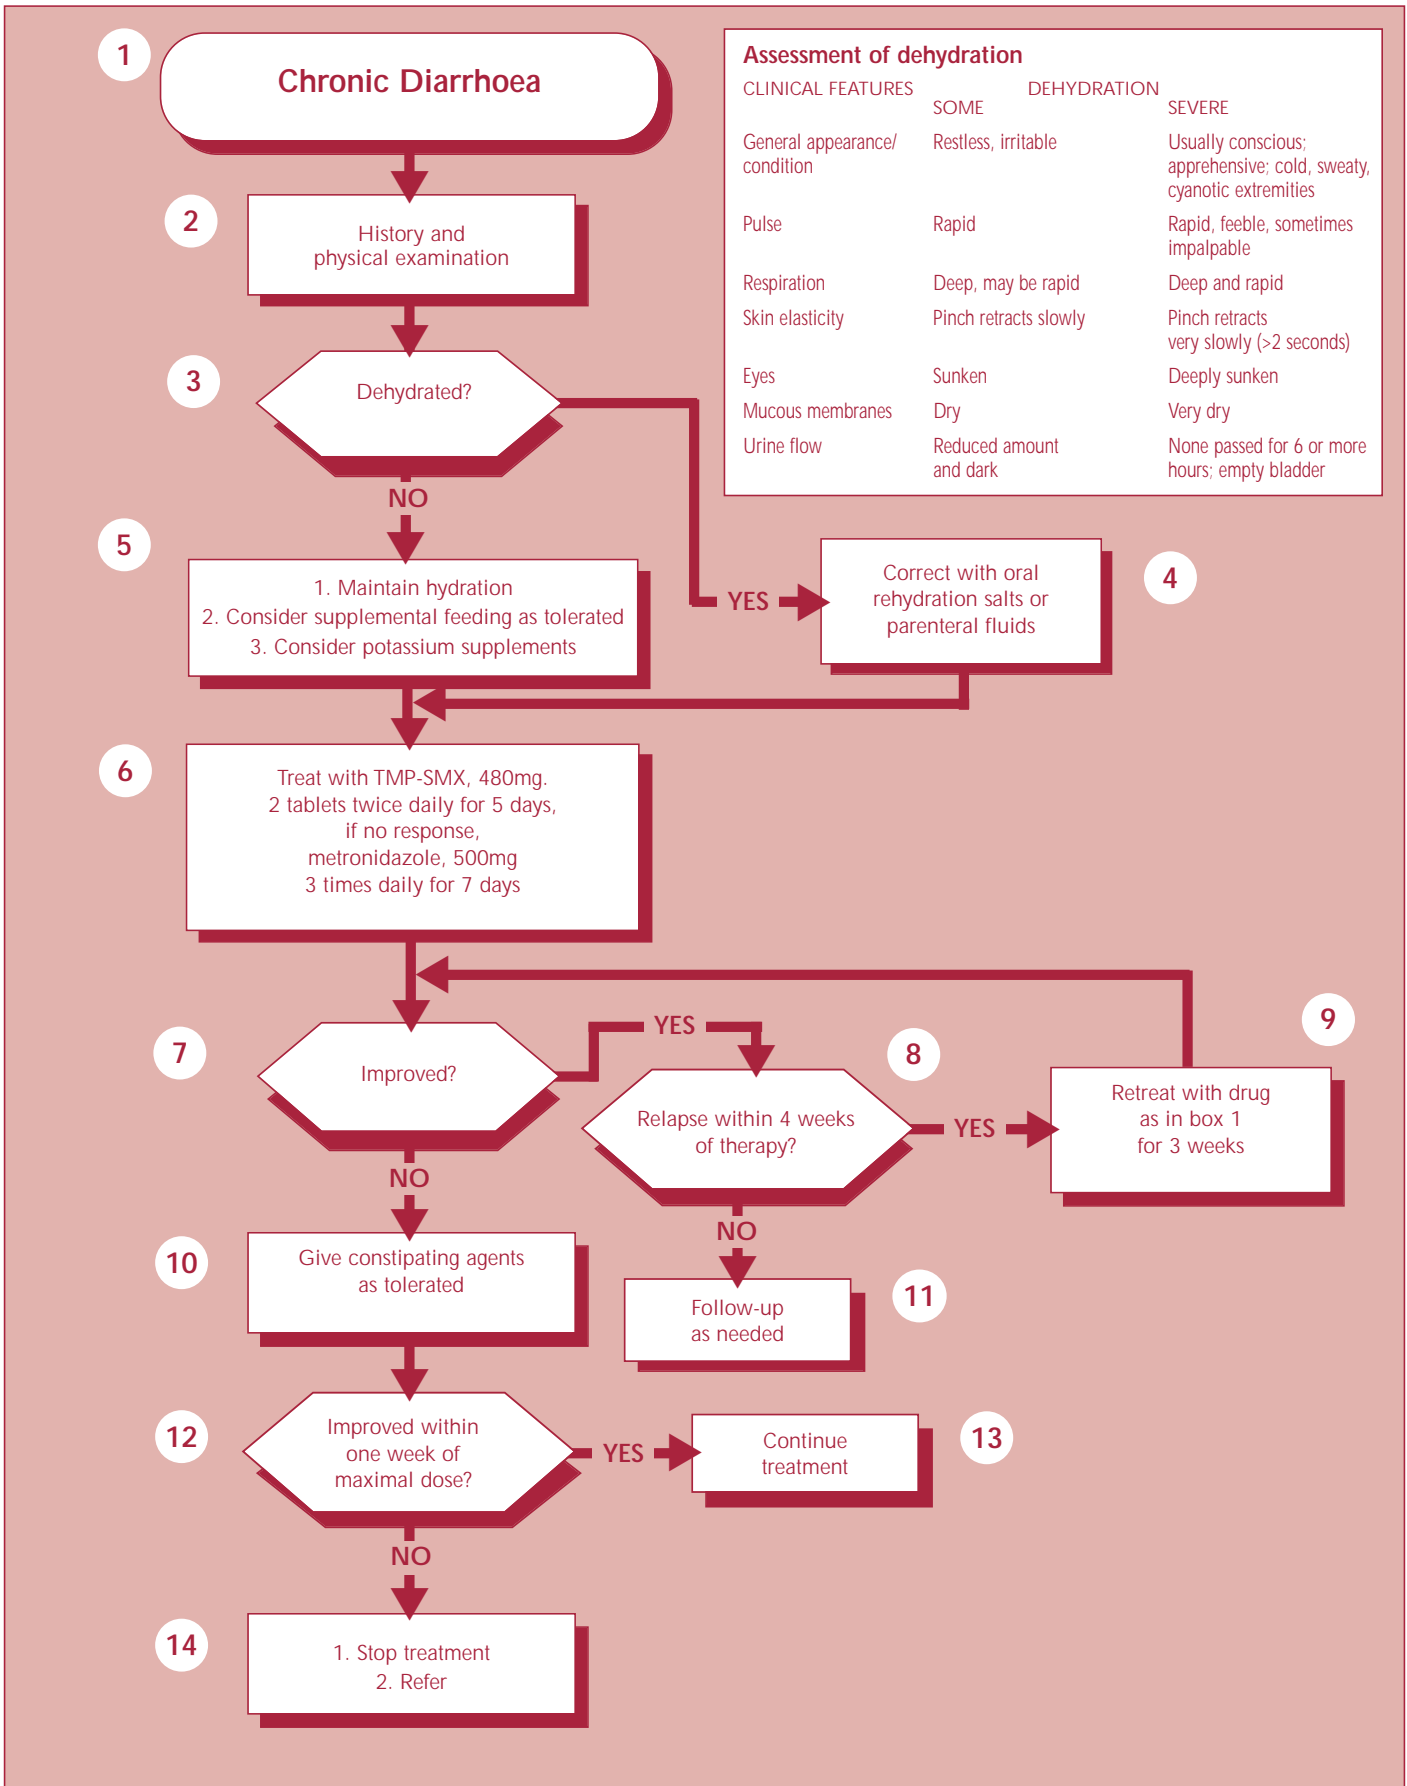 1
Chronic Diarrhoea
Assessment of dehydration
CLINICAL FEATURES DEHYDRATION
SOME SEVERE
General appearance/ Restless, irritable Usually conscious;
condition apprehensive; cold, sweaty,
cyanotic extremities
Pulse Rapid Rapid, feeble, sometimes
impalpable
Respiration Deep, may be rapid Deep and rapid
Skin elasticity Pinch retracts slowly Pinch retracts
very slowly (>2 seconds)
Eyes Sunken Deeply sunken
Mucous membranes Dry Very dry
Urine flow Reduced amount None passed for 6 or more
and dark hours; empty bladder
2
History and
physical examination
3
Dehydrated?
NO
YES
4
Correct with oral
rehydration salts or
parenteral fluids
5
1. Maintain hydration
2. Consider supplemental feeding as tolerated
3. Consider potassium supplements
6
Treat with TMP-SMX, 480mg.
2 tablets twice daily for 5 days,
if no response,
metronidazole, 500mg
3 times daily for 7 days
7
Improved?
YES
8
Relapse within 4 weeks
of therapy?
YES
9
Retreat with drug
as in box 1
for 3 weeks
NO
NO
10
Give constipating agents
as tolerated
11
Follow-up
as needed
12
Improved within
one week of
maximal dose?
YES
13
Continue
treatment
NO
14
1. Stop treatment
2. Refer